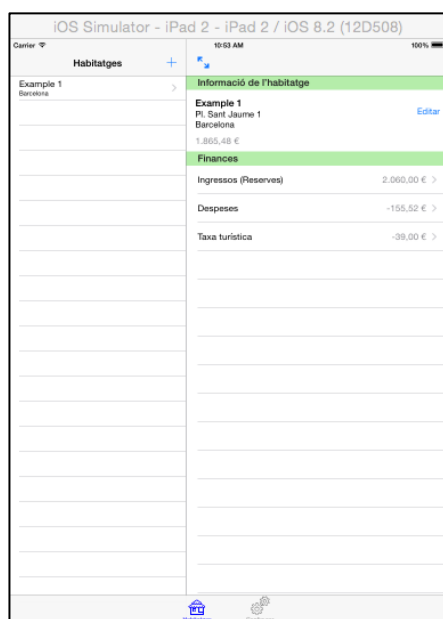 iOS Simulator - iPad 2 - iPad 2 / iOS 8.2 (12D508)
Carrier 10:53 AM 100%
Habitatges +
Example 1
Barcelona
Informació de l'habitatge
Example 1
Pl. Sant Jaume 1
Barcelona
Editar
1.865,48 €
Finances
Ingressos (Reserves) 2.060,00 €
Despeses -155,52 €
Taxa turística -39,00 €
Habitatges